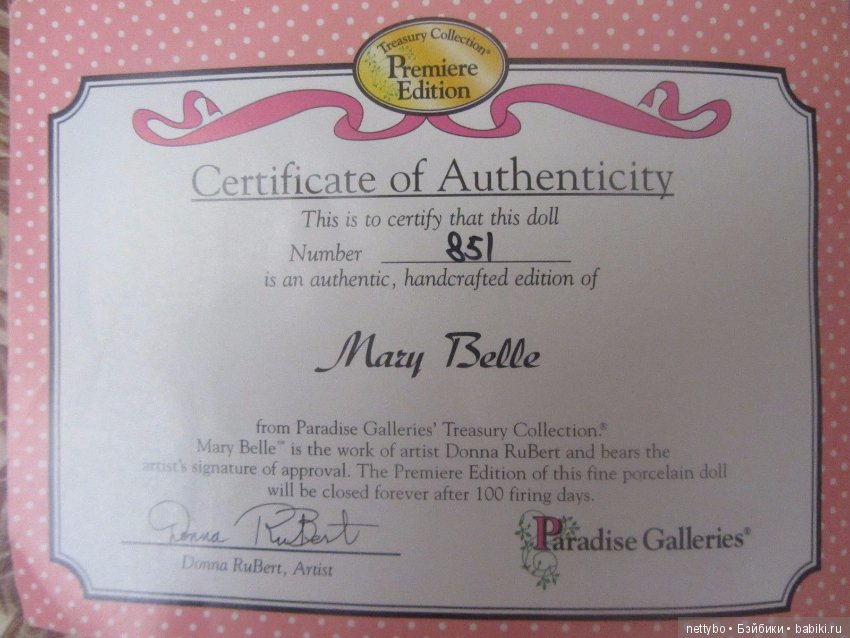 Treasury Collection®
Premiere
Edition
Certificate of Authenticity
This is to certify that this doll
Number 851
is an authentic, handcrafted edition of
Mary Belle
from Paradise Galleries' Treasury Collection.®
Mary Belle™ is the work of artist Donna RuBert and bears the
artist's signature of approval. The Premiere Edition of this fine porcelain doll
will be closed forever after 100 firing days.
Donna RuBert
Donna RuBert, Artist
Paradise Galleries®
nettybo • Бэйбики • babiki.ru